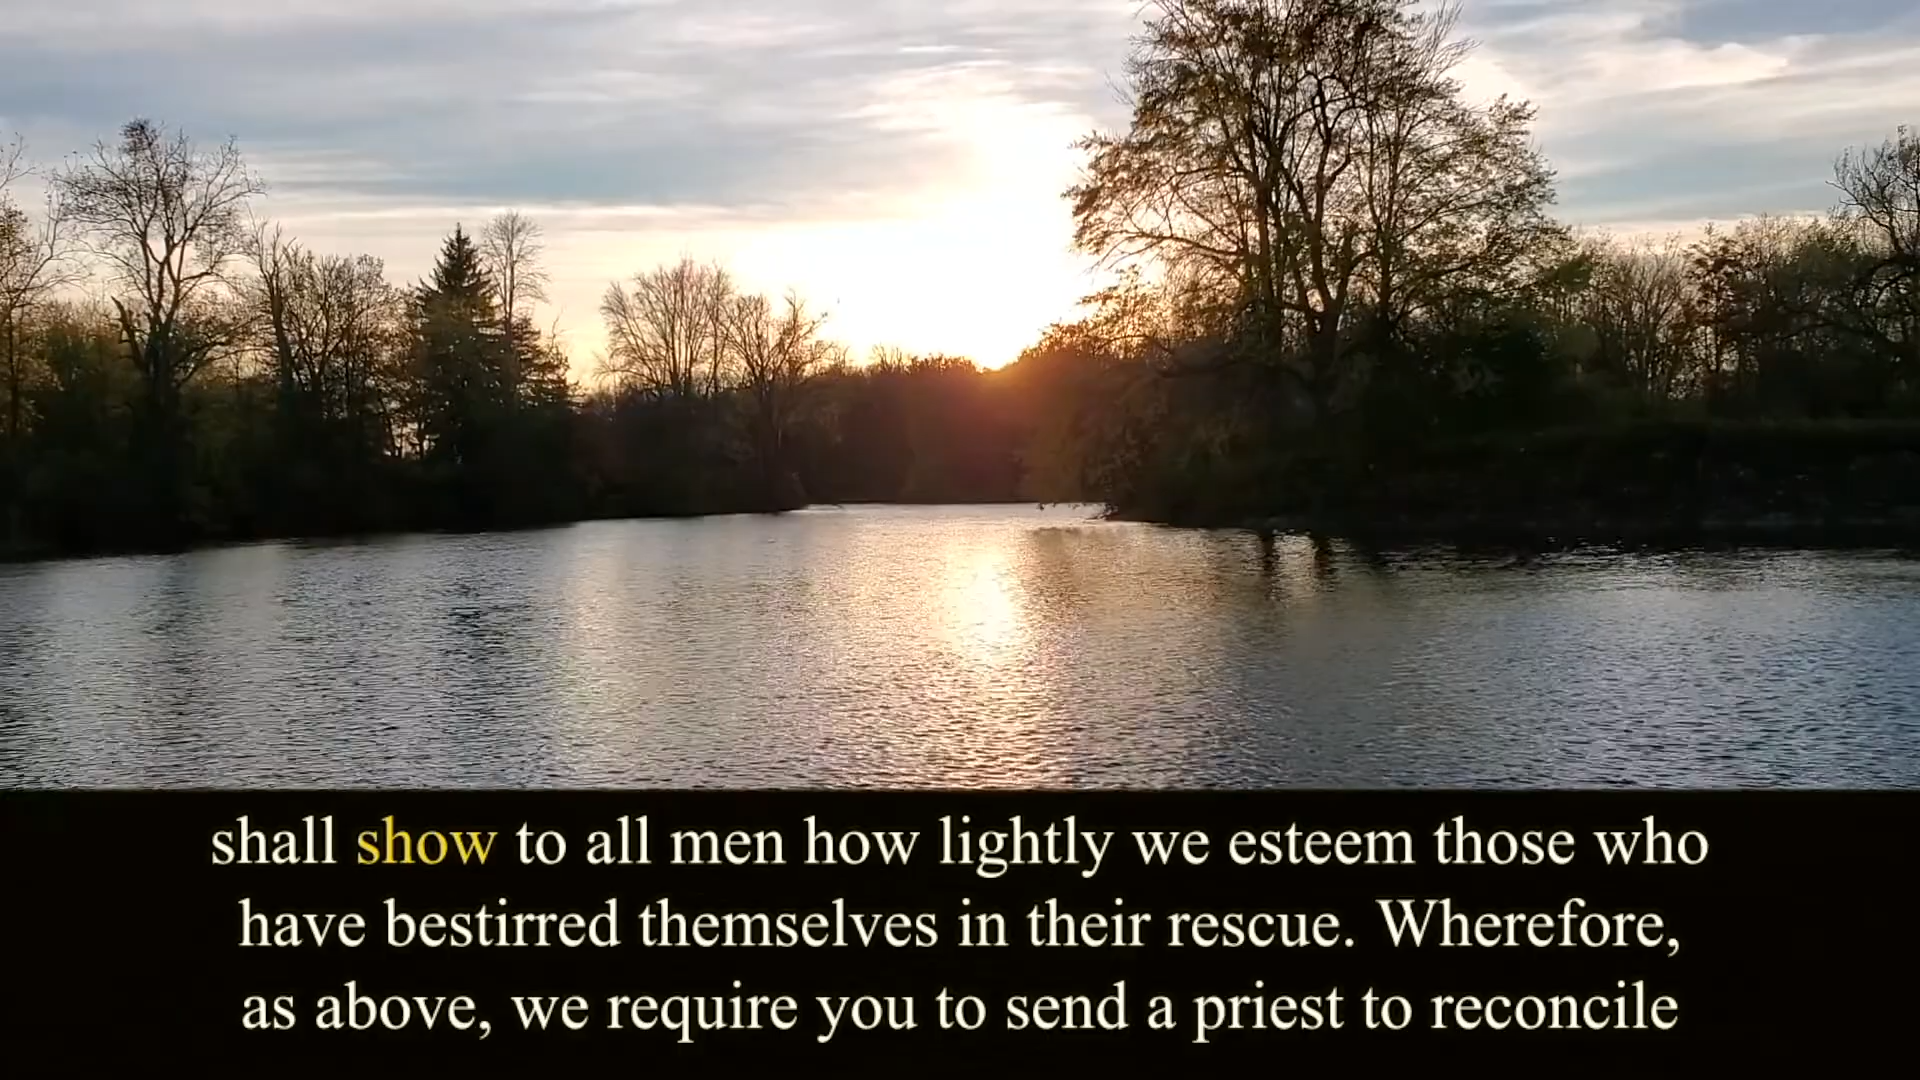 shall show to all men how lightly we esteem those who
have bestirred themselves in their rescue. Wherefore,
as above, we require you to send a priest to reconcile